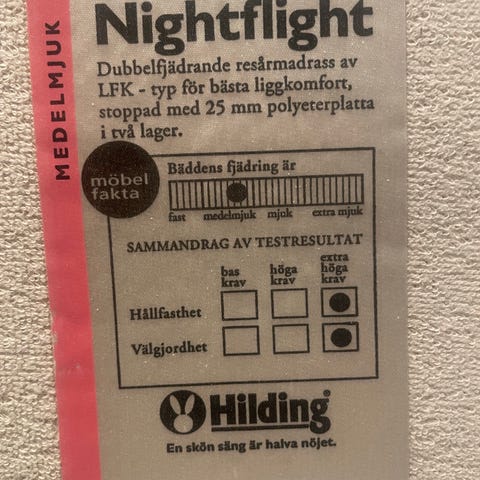 Nightflight
MEDELMJUK
Dubbelfjädrande resårmadrass av
LFK - typ för bästa liggkomfort,
stoppad med 25 mm polyeterplatta
i två lager.
möbel
fakta
Bäddens fjädring är
fast medelmjuk mjuk extra mjuk
SAMMANDRAG AV TESTRESULTAT
bas krav
höga krav
extra höga krav
Hållfasthet
Välgjordhet
Hilding
En skön säng är halva nöjet.